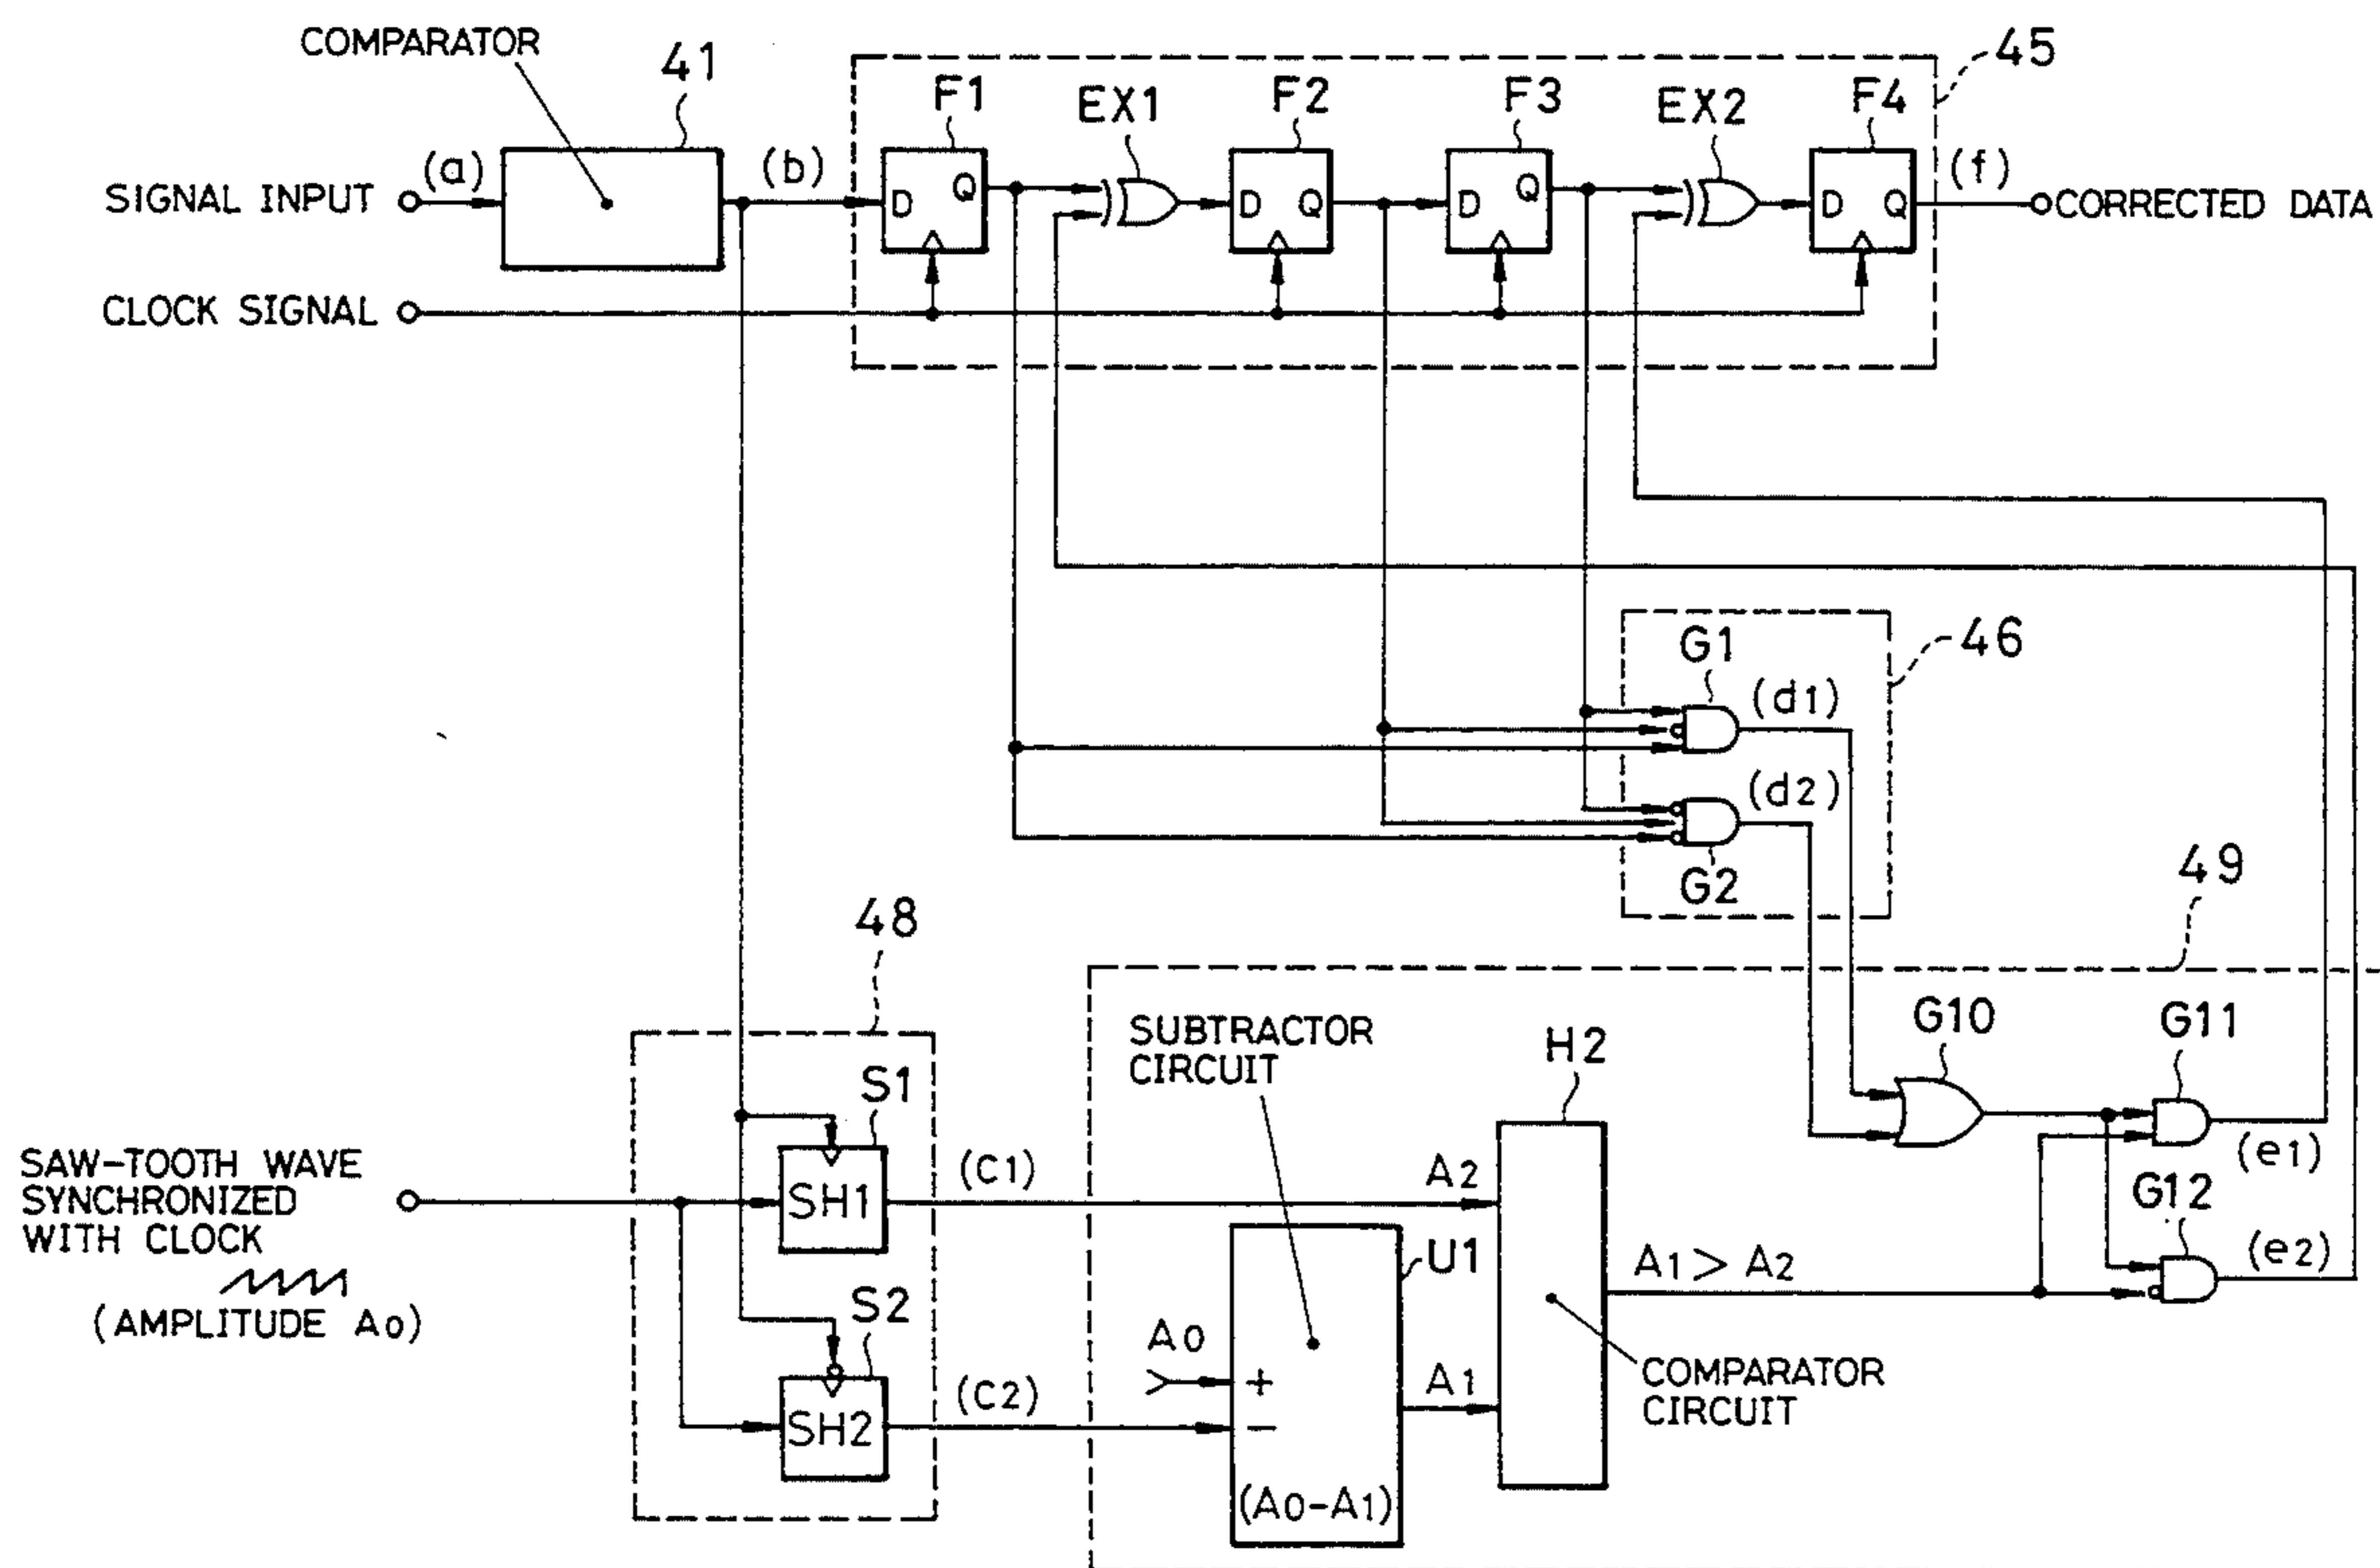 COMPARATOR
41
45
F1
EX1
F2
F3
EX2
F4
(a)
(b)
(f)
SIGNAL INPUT
D Q
D Q
D Q
D Q
CORRECTED DATA
CLOCK SIGNAL
46
G1
(d1)
(d2)
G2
49
48
SUBTRACTOR
CIRCUIT
H2
G10
G11
S1
SAW-TOOTH WAVE
SYNCHRONIZED
WITH CLOCK
(AMPLITUDE A0)
SH1
(C1)
A2
(e1)
G12
U1
A1 > A2
(e2)
S2
A0
+
−
A1
SH2
(C2)
(A0-A1)
COMPARATOR
CIRCUIT